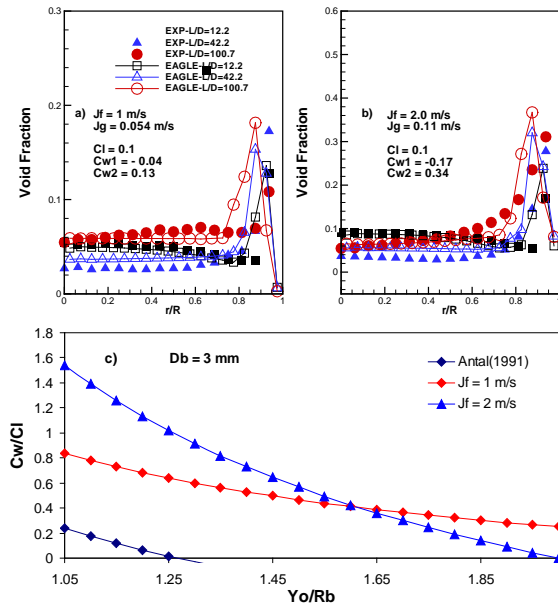 EXP-L/D=12.2
EXP-L/D=42.2
EXP-L/D=100.7
EAGLE-L/D=12.2
EAGLE-L/D=42.2
EAGLE-L/D=100.7
a)
Jf = 1 m/s
Jg = 0.054 m/s
Cl = 0.1
Cw1 = - 0.04
Cw2 = 0.13
Void Fraction
0.3
0.2
0.1
0
0 0.2 0.4 0.6 0.8 1
r/R
b)
Jf = 2.0 m/s
Jg = 0.11 m/s
Cl = 0.1
Cw1 = -0.17
Cw2 = 0.34
Void Fraction
0.6
0.4
0.3
0.1
0
0 0.2 0.4 0.6 0.8 1
r/R
c) Db = 3 mm
Antal(1991)
Jf = 1 m/s
Jf = 2 m/s
Cw/Cl
1.8
1.6
1.4
1.2
1
0.8
0.6
0.4
0.2
0
1.05 1.25 1.45 1.65 1.85
Yo/Rb